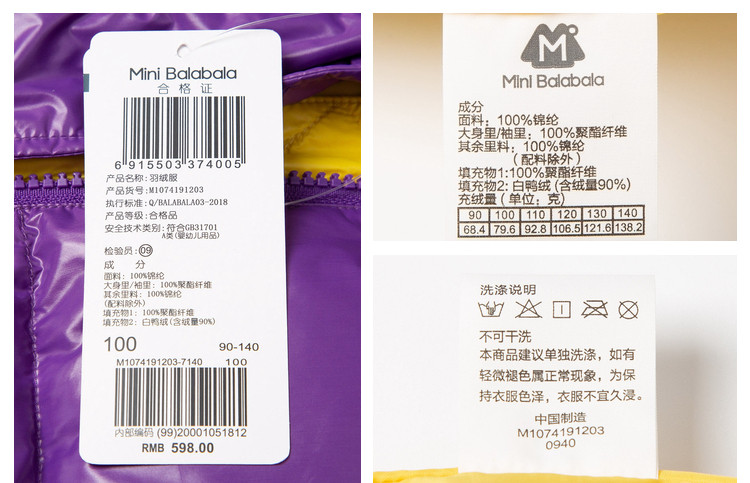 Mini Balabala
合格证
6 915503 374005
产品名称: 羽绒服
产品货号: M1074191203
执行标准: Q/BALABALA03-2018
产品等级: 合格品
安全技术类别: 符合GB31701
A类(婴幼儿用品)
检验员: 09
成 分
面料: 100%锦纶
大身里/袖里: 100%聚酯纤维
其余里料: 100%锦纶
(配料除外)
填充物1: 100%聚酯纤维
填充物2: 白鸭绒(含绒量90%)
100 90-140
M1074191203-7140 100
内部编码 (99)20001051812
RMB 598.00
M
Mini Balabala
成分
面料: 100%锦纶
大身里/袖里: 100%聚酯纤维
其余里料: 100%锦纶
(配料除外)
填充物1:100%聚酯纤维
填充物2: 白鸭绒 (含绒量90%)
充绒量 (单位: 克)
90 100 110 120 130 140
68.4 79.6 92.8 106.5 121.6 138.2
洗涤说明
不可干洗
本商品建议单独洗涤, 如有
轻微褪色属正常现象, 为保
持衣服色泽, 衣服不宜久浸。
中国制造
M1074191203
0940